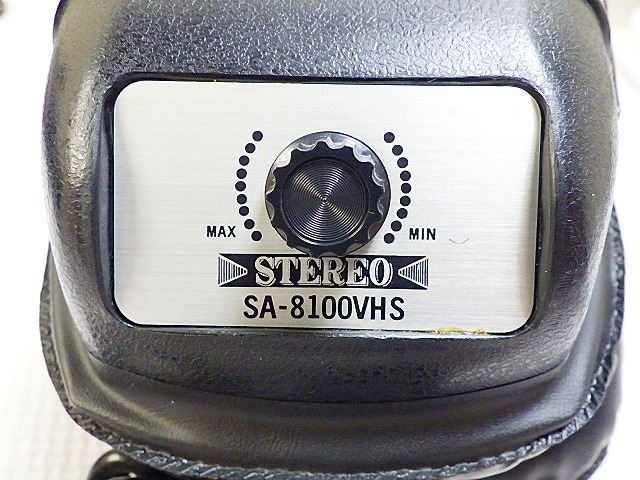 MAX MIN
STEREO
SA-8100VHS